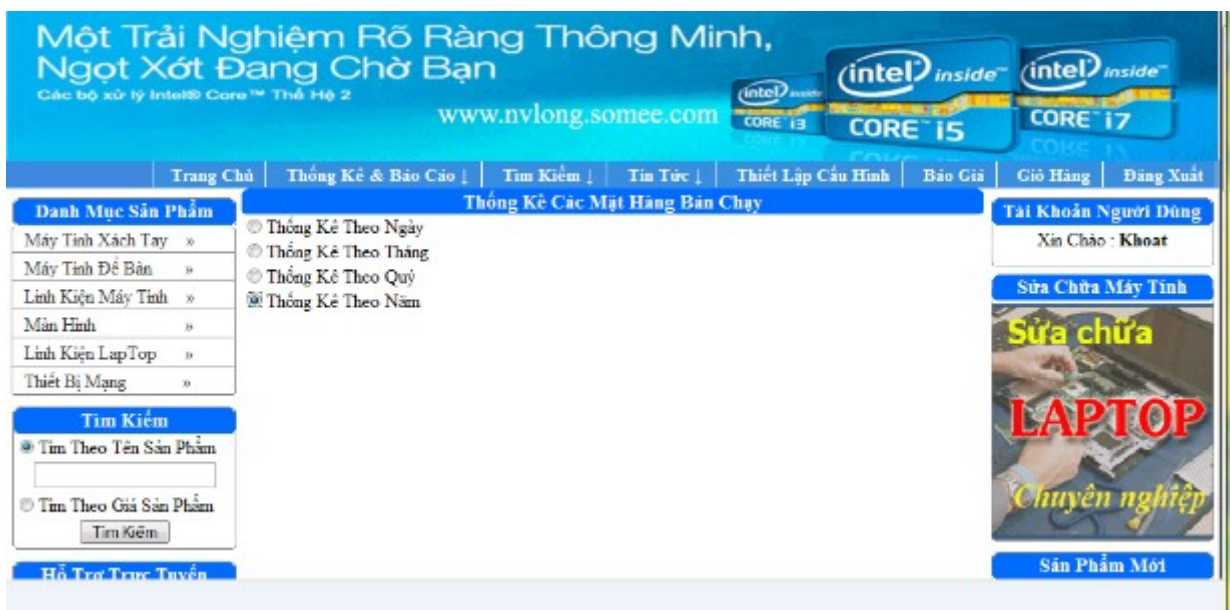 Một Trải Nghiệm Rõ Ràng Thông Minh,
Ngọt Xớt Đang Chờ Bạn
Các bộ xử lý Intel® Core™ Thế Hệ 2
www.nvlong.somee.com
intel inside
CORE i3
intel inside™
CORE™ i5
intel inside™
CORE™ i7
Trang Chủ Thống Kê & Báo Cáo ↓ Tìm Kiếm ↓ Tin Tức ↓ Thiết Lập Cấu Hình Báo Giá Giỏ Hàng Đăng Xuất
Danh Mục Sản Phẩm
Máy Tính Xách Tay »
Máy Tính Để Bàn »
Linh Kiện Máy Tính »
Màn Hình »
Linh Kiện LapTop »
Thiết Bị Mạng »
Tìm Kiếm
Tìm Theo Tên Sản Phẩm
Tìm Theo Giá Sản Phẩm
Tìm Kiếm
Hỗ Trợ Trực Tuyến
Thống Kê Các Mặt Hàng Bán Chạy
Thống Kê Theo Ngày
Thống Kê Theo Tháng
Thống Kê Theo Quý
Thống Kê Theo Năm
Tài Khoản Người Dùng
Xin Chào : Khoat
Sửa Chữa Máy Tính
Sửa chữa
LAPTOP
Chuyên nghiệp
Sản Phẩm Mới